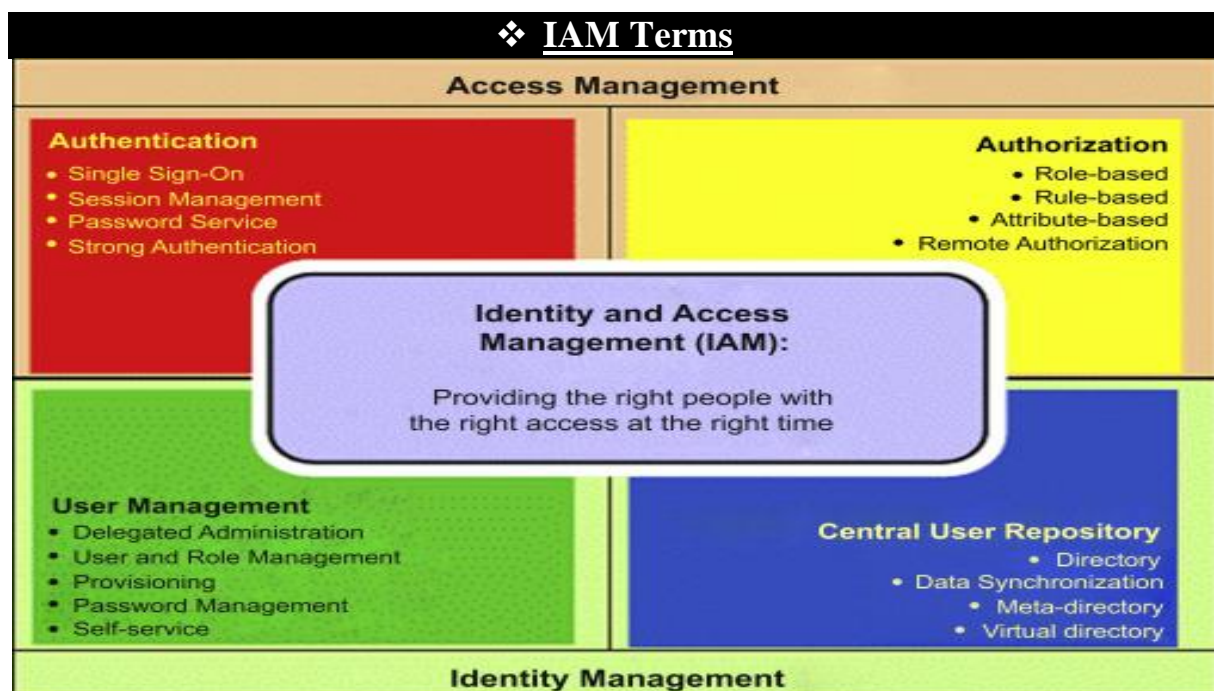 ❖ IAM Terms
Access Management
Authentication
• Single Sign-On
• Session Management
• Password Service
• Strong Authentication
Authorization
• Role-based
• Rule-based
• Attribute-based
• Remote Authorization
Identity and Access
Management (IAM):
Providing the right people with
the right access at the right time
User Management
• Delegated Administration
• User and Role Management
• Provisioning
• Password Management
• Self-service
Central User Repository
• Directory
• Data Synchronization
• Meta-directory
• Virtual directory
Identity Management